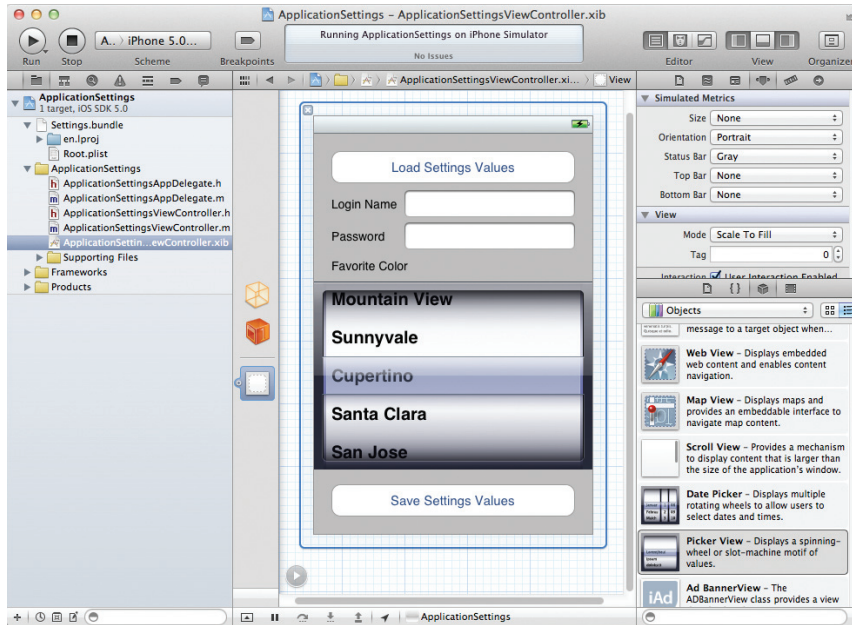 ApplicationSettings – ApplicationSettingsViewController.xib
A.. › iPhone 5.0...
Running ApplicationSettings on iPhone Simulator
No Issues
Run
Stop
Scheme
Breakpoints
Editor
View
Organizer
ApplicationSettingsViewController.xi...
View
ApplicationSettings
1 target, iOS SDK 5.0
Settings.bundle
en.lproj
Root.plist
ApplicationSettings
h ApplicationSettingsAppDelegate.h
m ApplicationSettingsAppDelegate.m
h ApplicationSettingsViewController.h
m ApplicationSettingsViewController.m
ApplicationSettin...ewController.xib
Supporting Files
Frameworks
Products
Load Settings Values
Login Name
Password
Favorite Color
Mountain View
Sunnyvale
Cupertino
Santa Clara
San Jose
Save Settings Values
ApplicationSettings
Simulated Metrics
Size None
Orientation Portrait
Status Bar Gray
Top Bar None
Bottom Bar None
View
Mode Scale To Fill
Tag 0
Interaction User Interaction Enabled
Objects
message to a target object when...
Web View – Displays embedded
web content and enables content
navigation.
Map View – Displays maps and
provides an embeddable interface to
navigate map content.
Scroll View – Provides a mechanism
to display content that is larger than
the size of the application's window.
Date Picker – Displays multiple
rotating wheels to allow users to
select dates and times.
Picker View – Displays a spinning-
wheel or slot-machine motif of
values.
iAd
Ad BannerView – The
ADBannerView class provides a view